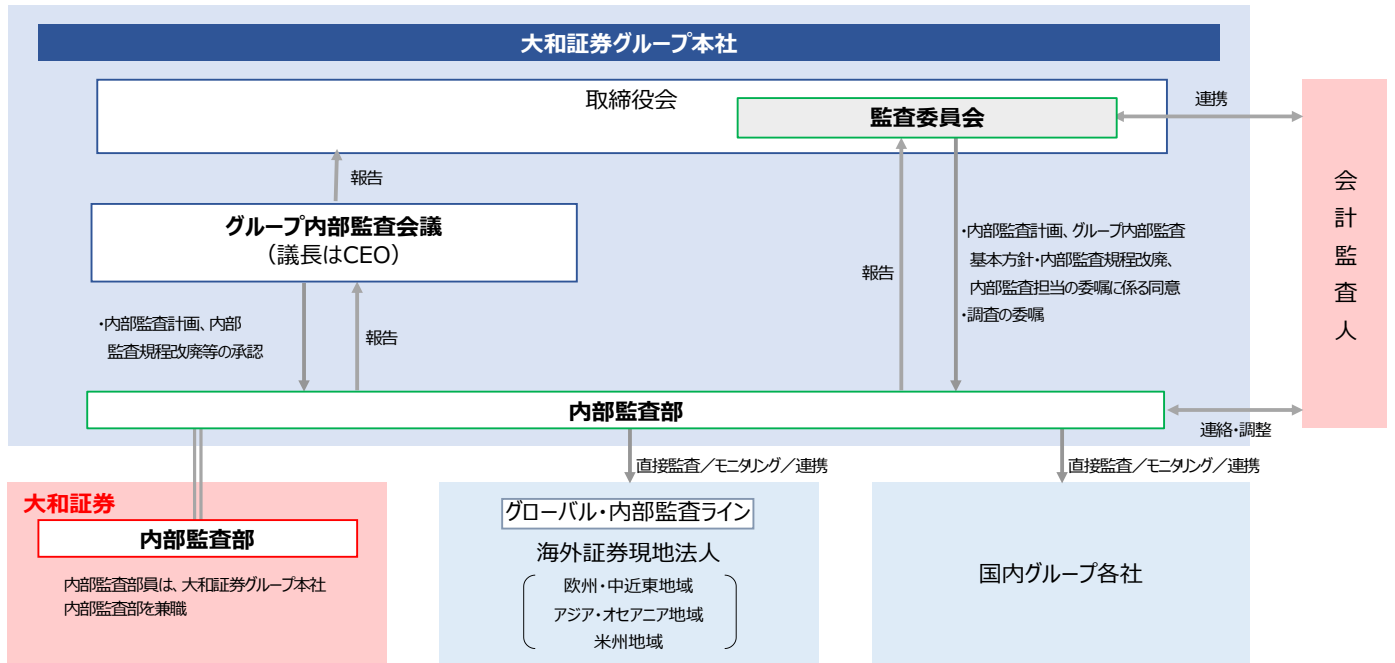 大和証券グループ本社
取締役会
監査委員会
連携
報告
グループ内部監査会議
(議長はCEO)
・内部監査計画、グループ内部監査
基本方針・内部監査規程改廃、
内部監査担当の委嘱に係る同意
・調査の委嘱
報告
会計監査人
・内部監査計画、内部
監査規程改廃等の承認
報告
内部監査部
連絡・調整
直接監査／モニタリング／連携
直接監査／モニタリング／連携
大和証券
内部監査部
内部監査部員は、大和証券グループ本社
内部監査部を兼職
グローバル・内部監査ライン
海外証券現地法人
欧州・中近東地域
アジア・オセアニア地域
米州地域
国内グループ各社